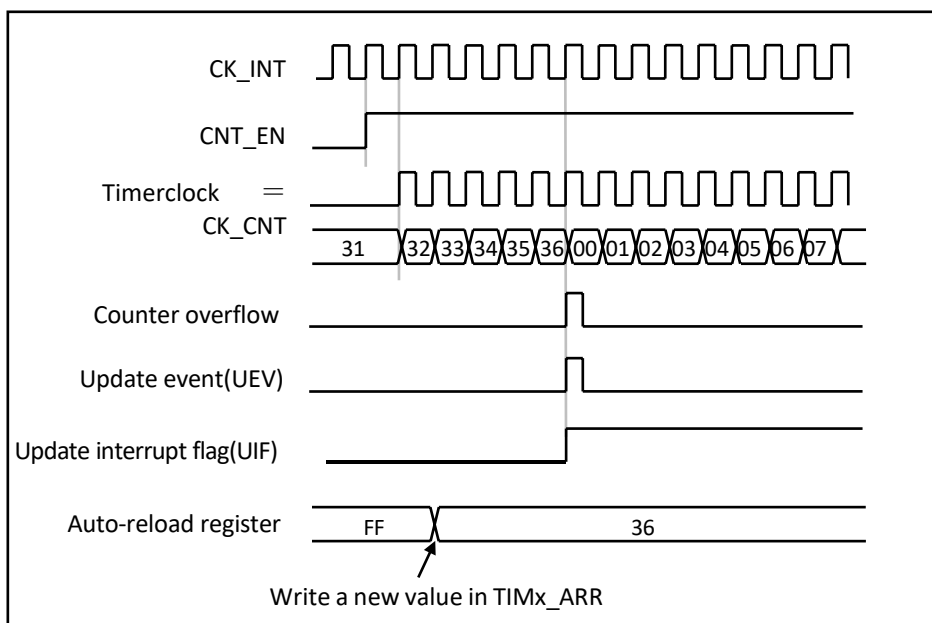 CK_INT
CNT_EN
Timerclock =
CK_CNT
31 32 33 34 35 36 00 01 02 03 04 05 06 07
Counter overflow
Update event(UEV)
Update interrupt flag(UIF)
Auto-reload register FF 36
Write a new value in TIMx_ARR